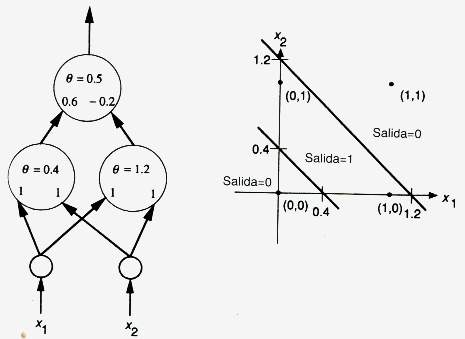 θ = 0.5
0.6 -0.2
θ = 0.4
1 1
θ = 1.2
1 1
x₁
x₂
x₂
1.2
(0,1)
(1,1)
Salida=0
0.4
Salida=1
Salida=0
(0,0)
0.4
(1,0)
1.2
x₁